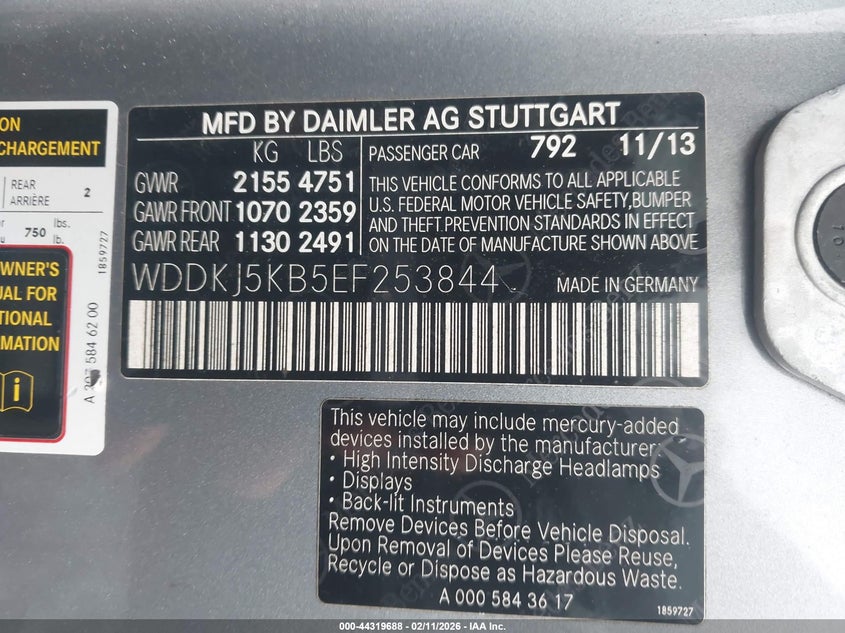 ON
CHARGEMENT
REAR
ARRIÈRE 2
750 lbs.
lb.
1859727
OWNER'S
UAL FOR
TIONAL
RMATION
584 62 00
MFD BY DAIMLER AG STUTTGART
KG LBS
PASSENGER CAR 792 11/13
GVWR 2155 4751
GAWR FRONT 1070 2359
GAWR REAR 1130 2491
THIS VEHICLE CONFORMS TO ALL APPLICABLE
U.S. FEDERAL MOTOR VEHICLE SAFETY,BUMPER
AND THEFT PREVENTION STANDARDS IN EFFECT
ON THE DATE OF MANUFACTURE SHOWN ABOVE
WDDKJ5KB5EF253844
MADE IN GERMANY
This vehicle may include mercury-added
devices installed by the manufacturer:
• High Intensity Discharge Headlamps
• Displays
• Back-lit Instruments
Remove Devices Before Vehicle Disposal.
Upon Removal of Devices Please Reuse,
Recycle or Dispose as Hazardous Waste.
A 000 584 36 17
1859727
000-44319688 - 02/11/2026 - IAA Inc.